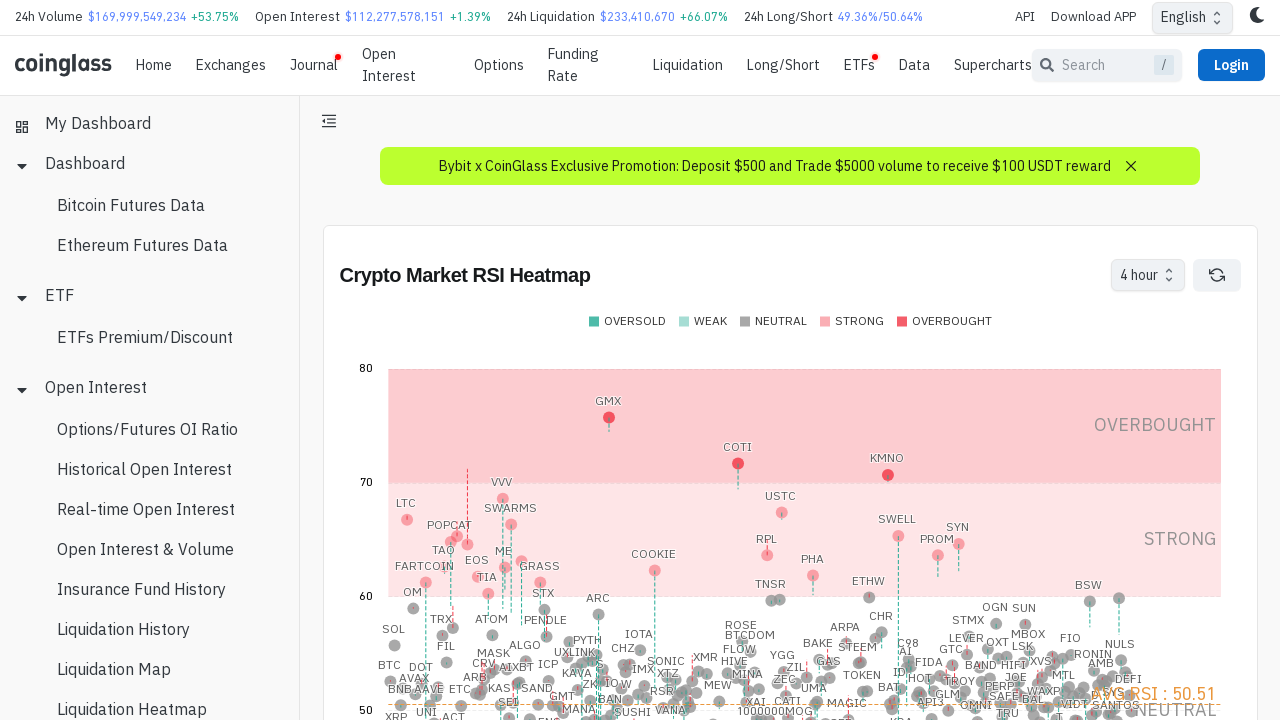 24h Volume $169,999,549,234 +53.75% Open Interest $112,277,578,151 +1.39% 24h Liquidation $233,410,670 +66.07% 24h Long/Short 49.36%/50.64% API Download APP English
coinglass Home Exchanges Journal Open Interest Options Funding Rate Liquidation Long/Short ETFs Data Supercharts Search / Login
My Dashboard
Dashboard
Bitcoin Futures Data
Ethereum Futures Data
ETF
ETFs Premium/Discount
Open Interest
Options/Futures OI Ratio
Historical Open Interest
Real-time Open Interest
Open Interest & Volume
Insurance Fund History
Liquidation History
Liquidation Map
Liquidation Heatmap
Bybit x CoinGlass Exclusive Promotion: Deposit $500 and Trade $5000 volume to receive $100 USDT reward
Crypto Market RSI Heatmap 4 hour
OVERSOLD WEAK NEUTRAL STRONG OVERBOUGHT
80
GMX
OVERBOUGHT
COTI
KMNO
70
VVV
USTC
LTC
SWARMS
SWELL
POPCAT
SYN
RPL
PROM
STRONG
TAO
ME
COOKIE
EOS
PHA
FARTCOIN
GRASS
TIA
ETHW
TNSR
BSW
60
OM
STX
ARC
OGN
SUN
TRX
ATOM
PENDLE
CHR
STMX
ROSE
ARPA
SOL
IOTA
BTCDOM
MBOX
PYTH
LEVER
FIO
FIL
ALGO
CHZ
BAKE
C98
OXT
LSK
NULS
MASK
UXLINK
FLOW
STEEM
AI
GTC
RONIN
YGG
XMR
BTC
DOT
CRV
AIXBT
ICP
SONIC
HIVE
GAS
FIDA
BAND
HIFI
KVS
AMB
ZIL
ARB
KAVA
IMX
XTZ
MINA
ZEC
TOKEN
ID
HOT
TROY
JOE
MTL
DEFI
BNB
AAVE
ETC
KAS
SAND
ZK
IOW
RSR
MEW
UMA
BAT
GLM
PERP
WAXP
SYS
AVG RSI : 50.51
SEI
GMT
BAN
XAI
CATI
MAGIC
API3
OMNI
SAFE
BAL
VIDT
SANTOS
50
XRP
UNI
ACT
MANA
SUSHI
VANA
1000000MOG
TRU
NEUTRAL